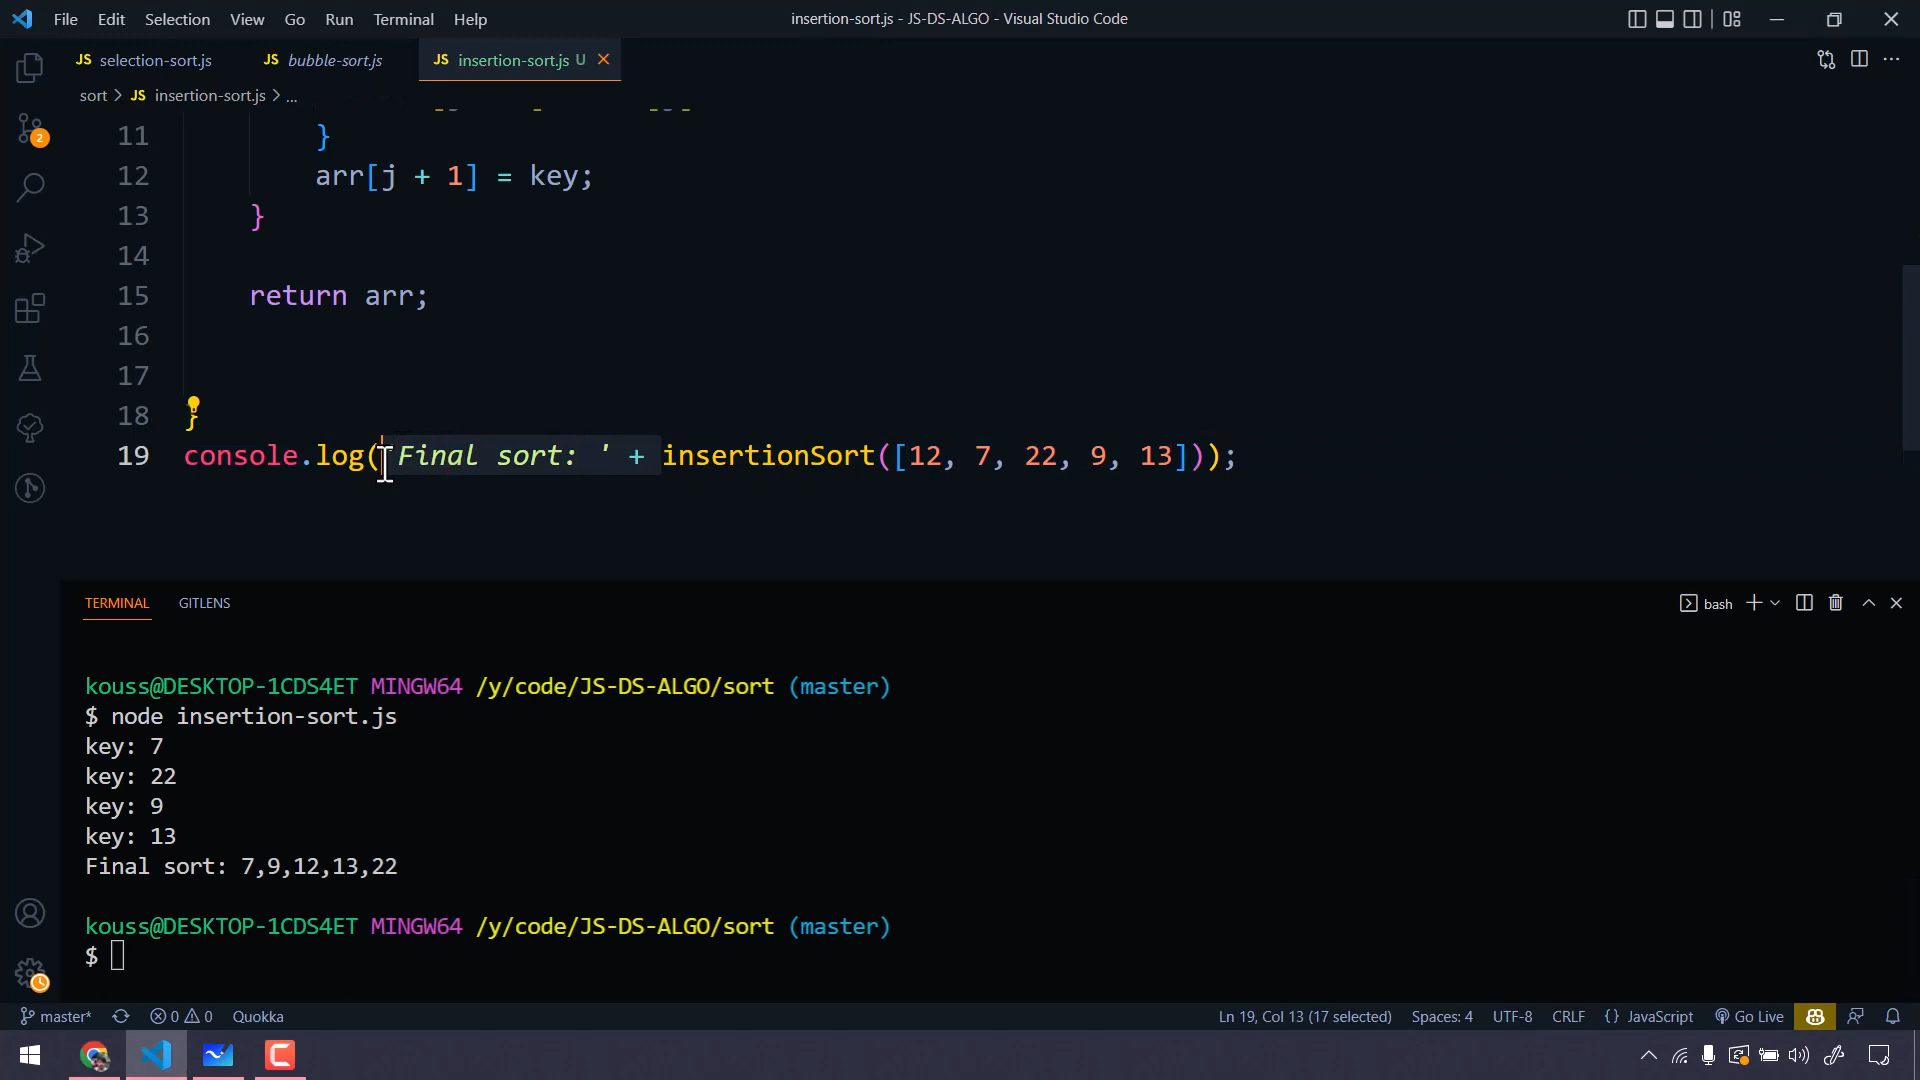 File Edit Selection View Go Run Terminal Help
insertion-sort.js - JS-DS-ALGO - Visual Studio Code
JS selection-sort.js
JS bubble-sort.js
JS insertion-sort.js U
sort > JS insertion-sort.js > ...
11 }
12 arr[j + 1] = key;
13 }
14
15 return arr;
16
17
18 }
19 console.log('Final sort: ' + insertionSort([12, 7, 22, 9, 13]));
TERMINAL GITLENS
bash
kouss@DESKTOP-1CDS4ET MINGW64 /y/code/JS-DS-ALGO/sort (master)
$ node insertion-sort.js
key: 7
key: 22
key: 9
key: 13
Final sort: 7,9,12,13,22
kouss@DESKTOP-1CDS4ET MINGW64 /y/code/JS-DS-ALGO/sort (master)
$
2
master* 0 0 Quokka
Ln 19, Col 13 (17 selected) Spaces: 4 UTF-8 CRLF {} JavaScript Go Live